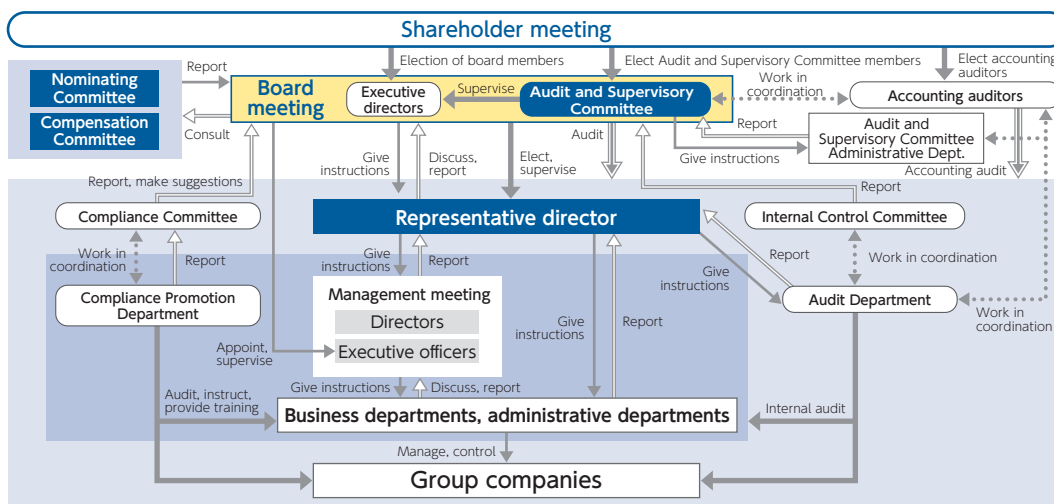 Shareholder meeting
Nominating
Committee
Compensation
Committee
Report
Consult
Election of board members
Elect Audit and Supervisory Committee members
Elect accounting
auditors
Board
meeting
Executive
directors
Supervise
Audit and Supervisory
Committee
Work in
coordination
Accounting auditors
Report
Give instructions
Audit and
Supervisory Committee
Administrative Dept.
Accounting audit
Give
instructions
Discuss,
report
Elect,
supervise
Audit
Report, make suggestions
Report
Compliance Committee
Representative director
Internal Control Committee
Work in
coordination
Report
Give
instructions
Report
Give
instructions
Report
Work in coordination
Compliance Promotion
Department
Management meeting
Directors
Executive officers
Give
instructions
Report
Audit Department
Work in
coordination
Appoint,
supervise
Give instructions
Discuss, report
Audit, instruct,
provide training
Business departments, administrative departments
Internal audit
Manage, control
Group companies